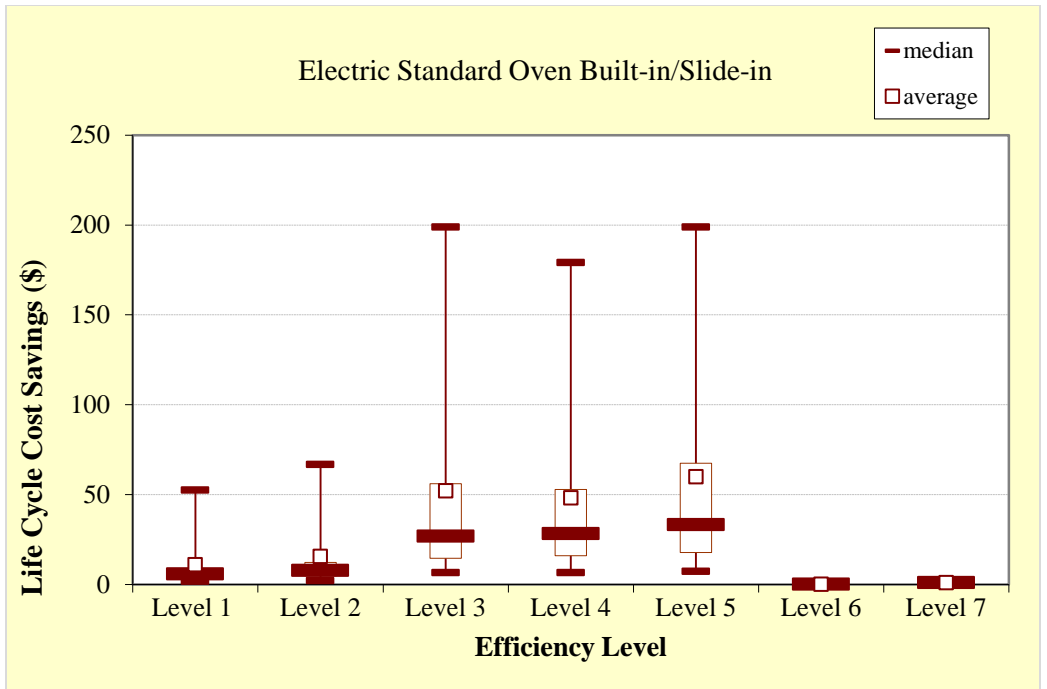 median
average
Electric Standard Oven Built-in/Slide-in
250
200
150
100
50
0
Life Cycle Cost Savings ($)
Level 1 Level 2 Level 3 Level 4 Level 5 Level 6 Level 7
Efficiency Level